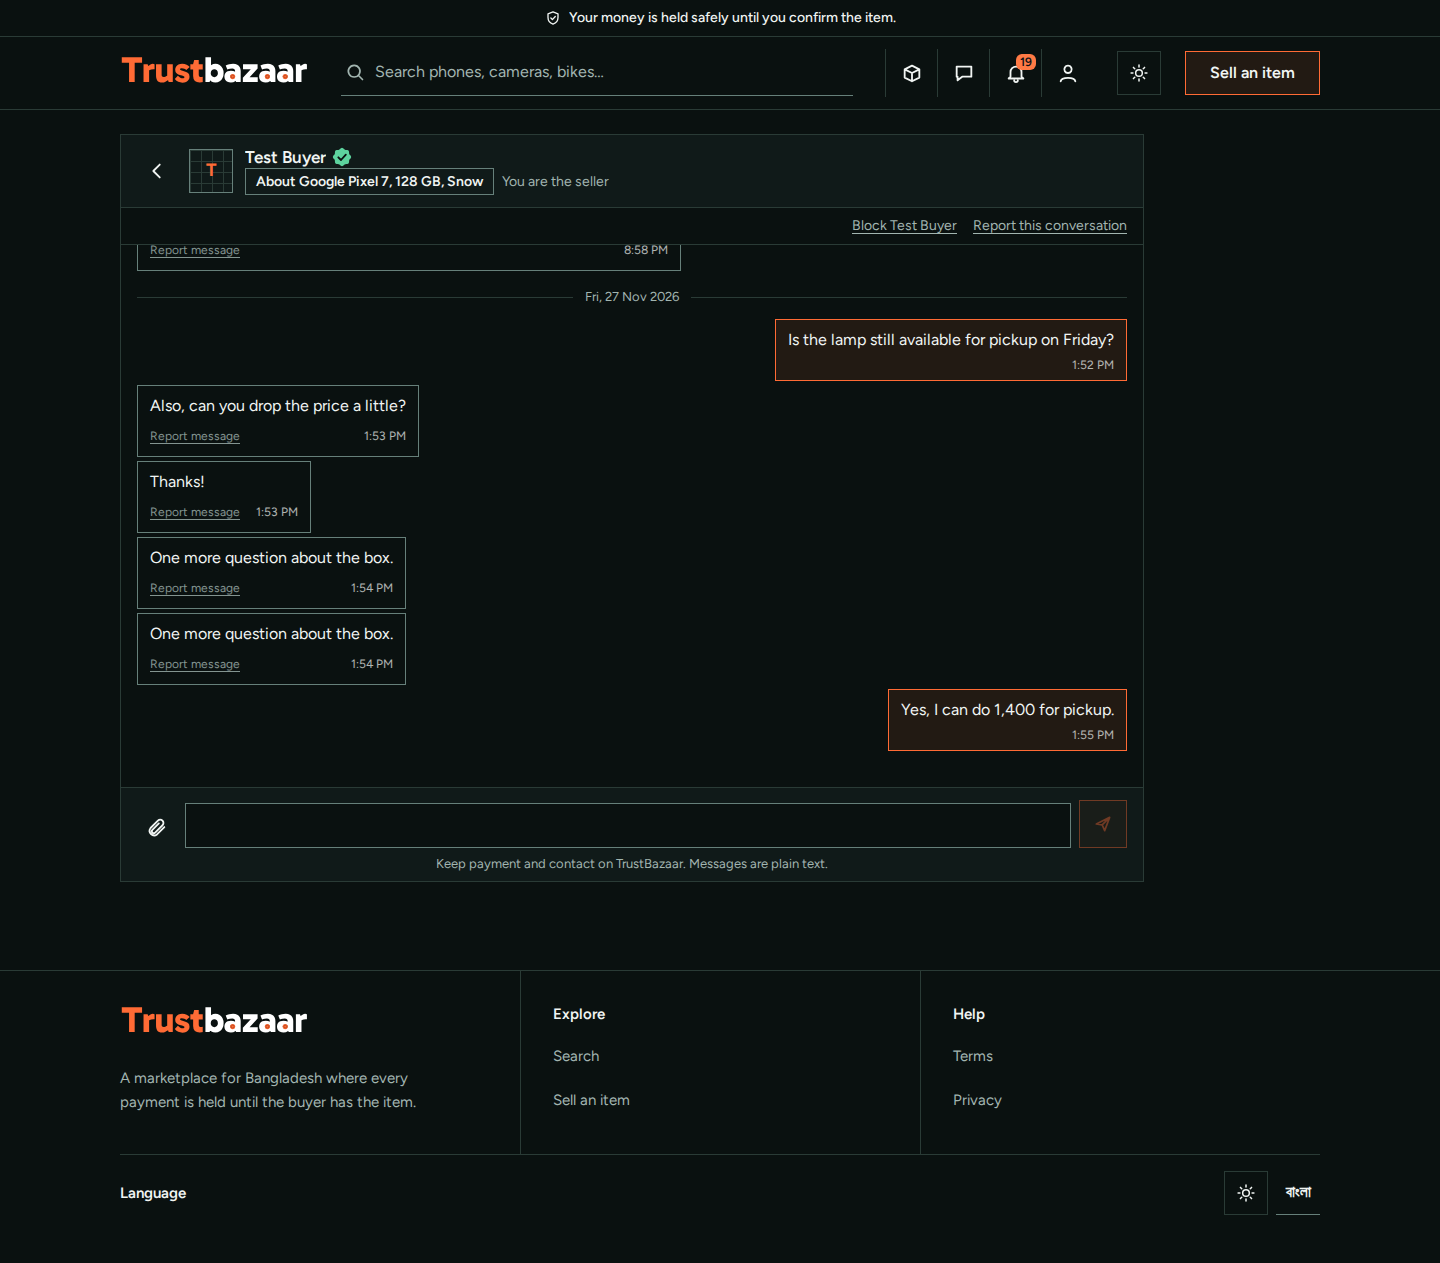 Your money is held safely until you confirm the item.
Trustbazaar
Search phones, cameras, bikes...
19
Sell an item
T
Test Buyer
About Google Pixel 7, 128 GB, Snow
You are the seller
Block Test Buyer
Report this conversation
Report message
8:58 PM
Fri, 27 Nov 2026
Is the lamp still available for pickup on Friday?
1:52 PM
Also, can you drop the price a little?
Report message
1:53 PM
Thanks!
Report message
1:53 PM
One more question about the box.
Report message
1:54 PM
One more question about the box.
Report message
1:54 PM
Yes, I can do 1,400 for pickup.
1:55 PM
Keep payment and contact on TrustBazaar. Messages are plain text.
Trustbazaar
A marketplace for Bangladesh where every
payment is held until the buyer has the item.
Explore
Search
Sell an item
Help
Terms
Privacy
Language
বাংলা